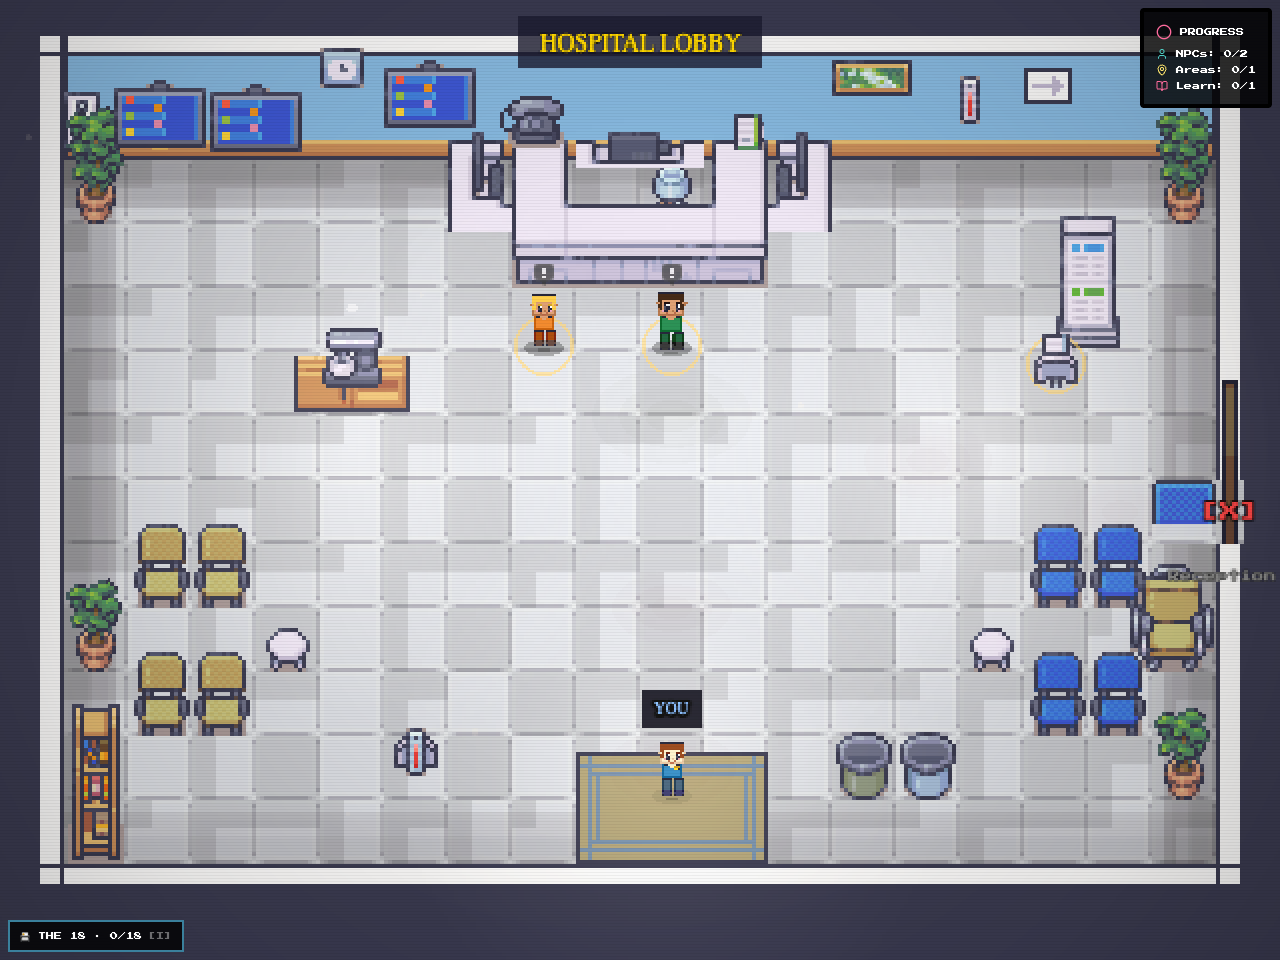 HOSPITAL LOBBY
PROGRESS
NPCs: 0/2
Areas: 0/1
Learn: 0/1
[X]
Reception
YOU
THE 18 · 0/18 [I]